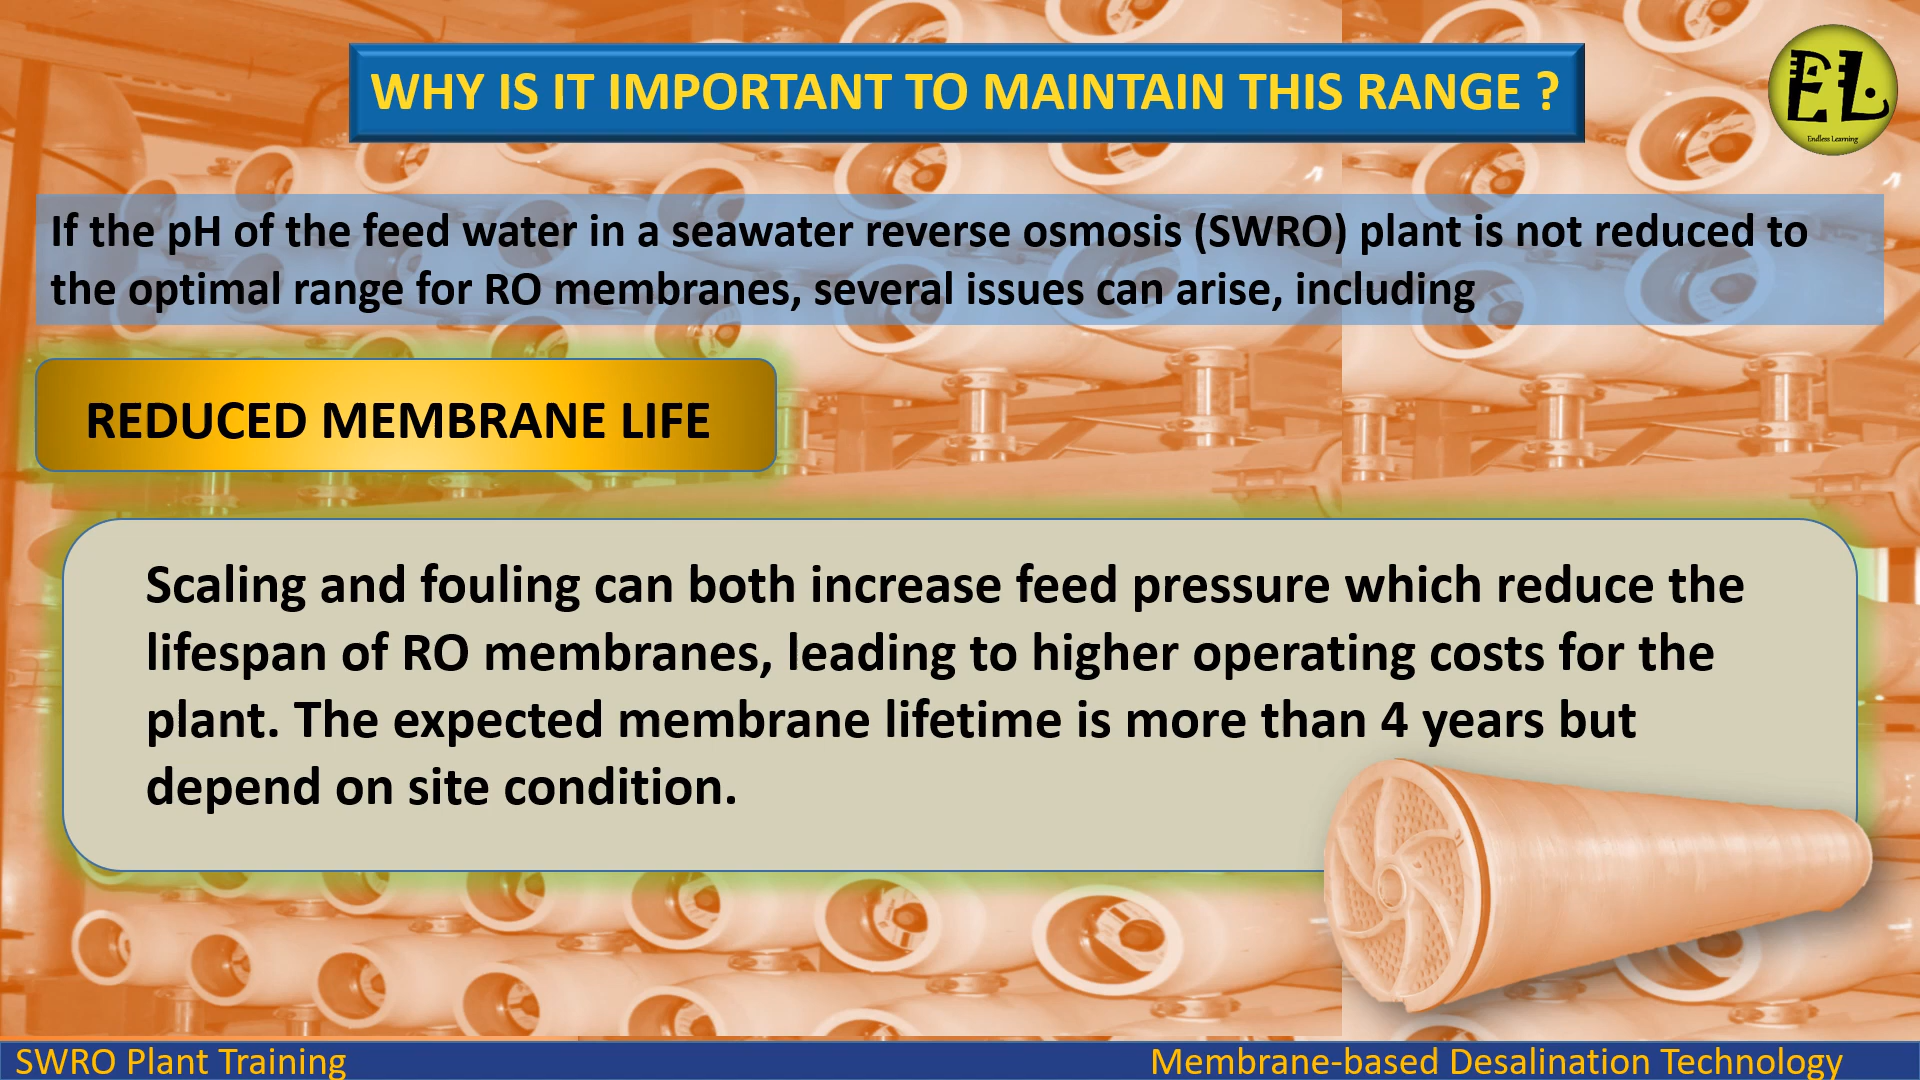 WHY IS IT IMPORTANT TO MAINTAIN THIS RANGE ?
EL
Endless Learning
If the pH of the feed water in a seawater reverse osmosis (SWRO) plant is not reduced to
the optimal range for RO membranes, several issues can arise, including
REDUCED MEMBRANE LIFE
Scaling and fouling can both increase feed pressure which reduce the
lifespan of RO membranes, leading to higher operating costs for the
plant. The expected membrane lifetime is more than 4 years but
depend on site condition.
SWRO Plant Training
Membrane-based Desalination Technology